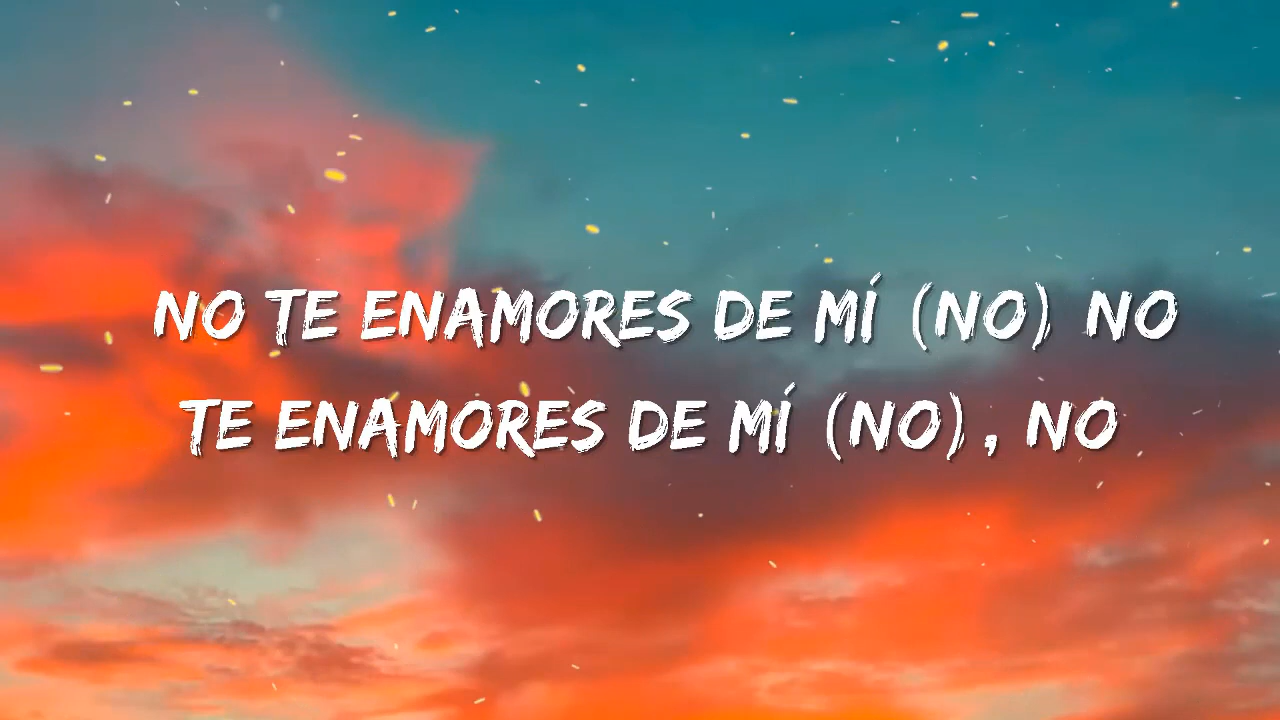 NO TE ENAMORES DE MÍ (NO) NO
TE ENAMORES DE MÍ (NO), NO